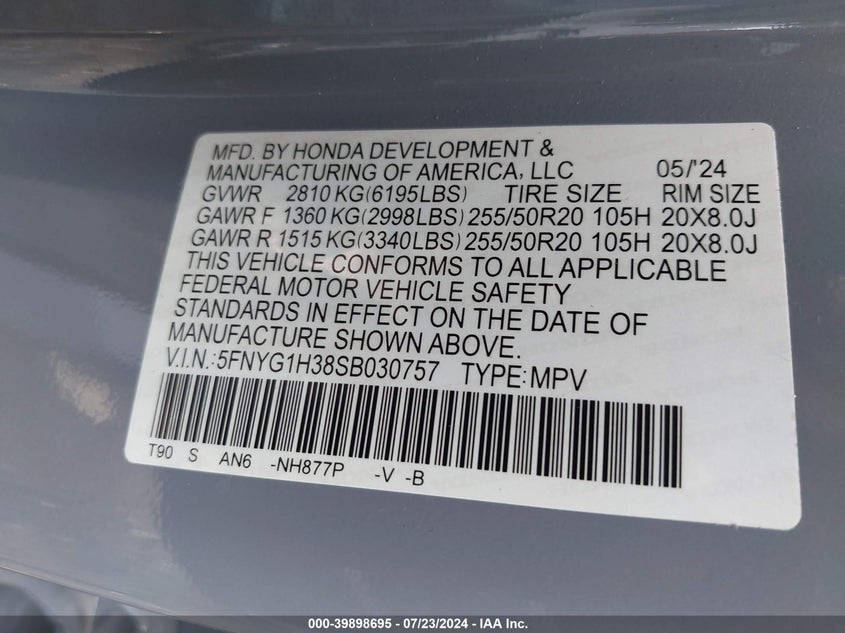 MFD. BY HONDA DEVELOPMENT &
MANUFACTURING OF AMERICA, LLC 05/'24
GVWR 2810 KG(6195LBS) TIRE SIZE RIM SIZE
GAWR F 1360 KG(2998LBS) 255/50R20 105H 20X8.0J
GAWR R 1515 KG(3340LBS) 255/50R20 105H 20X8.0J
THIS VEHICLE CONFORMS TO ALL APPLICABLE
FEDERAL MOTOR VEHICLE SAFETY
STANDARDS IN EFFECT ON THE DATE OF
MANUFACTURE SHOWN ABOVE.
V.I.N.:5FNYG1H38SB030757 TYPE:MPV
T90 S AN6 -NH877P -V -B
000-39898695 - 07/23/2024 - IAA Inc.